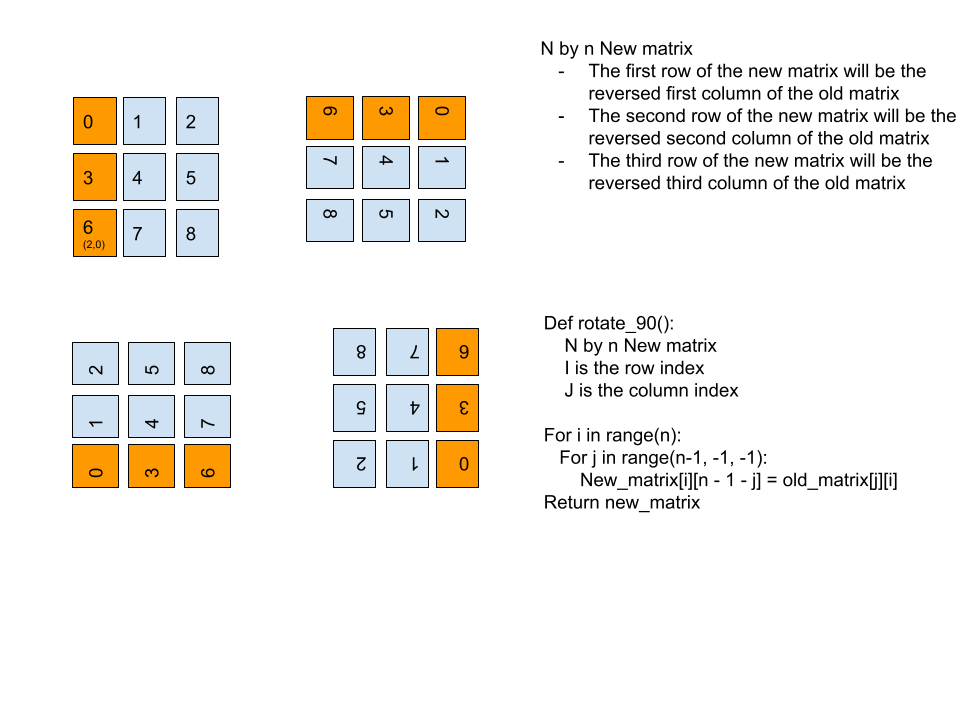 0 1 2
3 4 5
6 7 8
(2,0)
6 3 0
7 4 1
8 5 2
N by n New matrix
- The first row of the new matrix will be the
reversed first column of the old matrix
- The second row of the new matrix will be the
reversed second column of the old matrix
- The third row of the new matrix will be the
reversed third column of the old matrix
2 5 8
1 4 7
0 3 6
8 7 6
5 4 3
2 1 0
Def rotate_90():
N by n New matrix
I is the row index
J is the column index
For i in range(n):
For j in range(n-1, -1, -1):
New_matrix[i][n - 1 - j] = old_matrix[j][i]
Return new_matrix